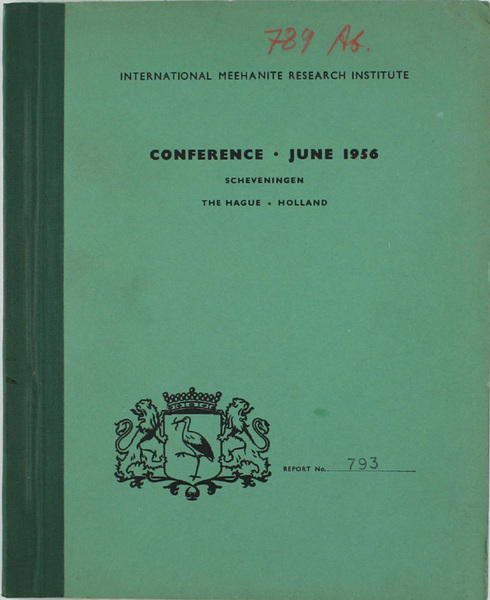 789 Ab.
INTERNATIONAL MEEHANITE RESEARCH INSTITUTE
CONFERENCE • JUNE 1956
SCHEVENINGEN
THE HAGUE • HOLLAND
REPORT No. 793